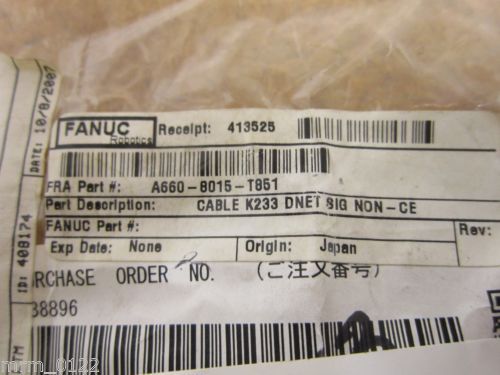 FANUC
Robotics
Receipt: 413525
FRA Part #: A660-8015-T851
Part Description: CABLE K233 DNET SIG NON-CE
FANUC Part #:
Rev:
Exp Date: None Origin: Japan
DATE: 10/8/2007
ID: 408174
PURCHASE ORDER NO. (ご注文番号)
38896
mrm_0122